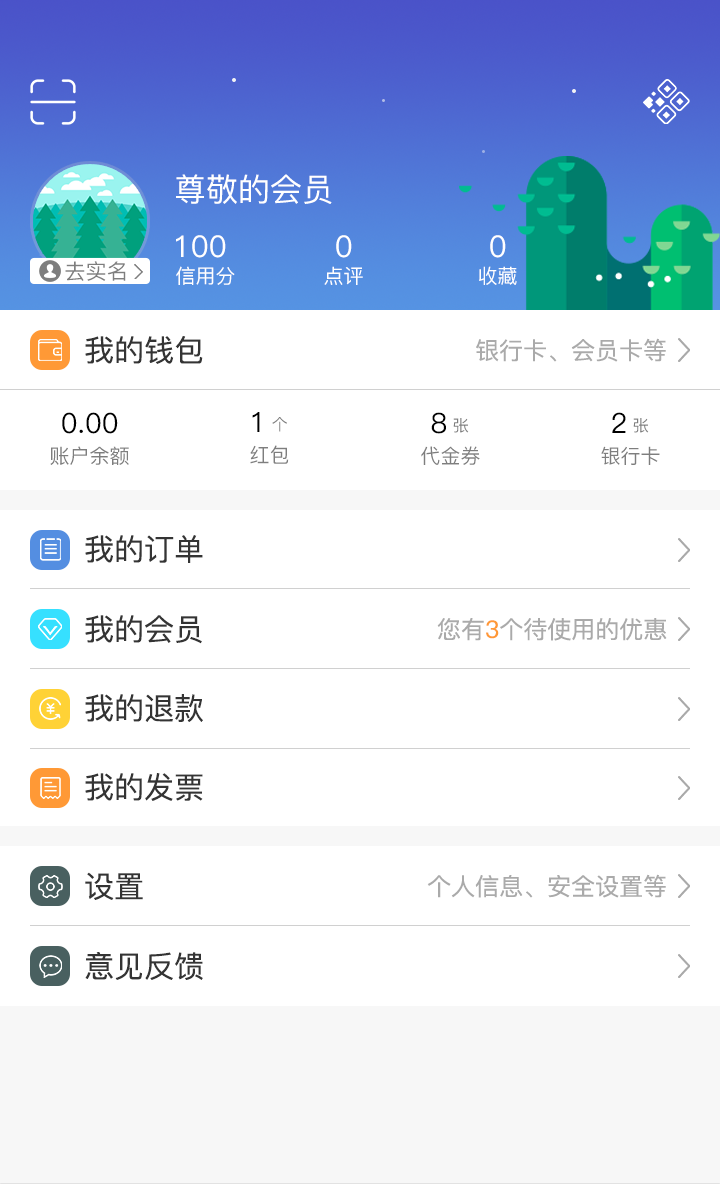 尊敬的会员
100 0 0
信用分 点评 收藏
去实名
我的钱包 银行卡、会员卡等
0.00 1个 8张 2张
账户余额 红包 代金券 银行卡
我的订单
我的会员 您有3个待使用的优惠
我的退款
我的发票
设置 个人信息、安全设置等
意见反馈